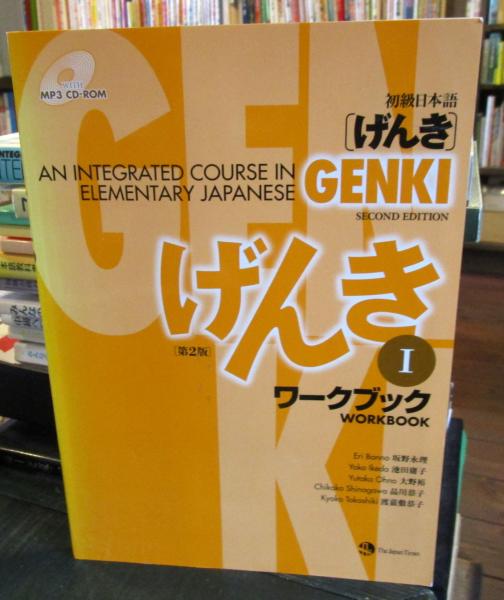 WITH
MP3 CD-ROM
初級日本語
[げんき]
AN INTEGRATED COURSE IN
ELEMENTARY JAPANESE
GENKI
SECOND EDITION
GEN
KI
げんき
[第2版]
I
ワークブック
WORKBOOK
Eri Banno 坂野永理
Yoko Ikeda 池田庸子
Yutaka Ohno 大野裕
Chikako Shinagawa 品川恭子
Kyoko Tokashiki 渡嘉敷恭子
The Japan Times